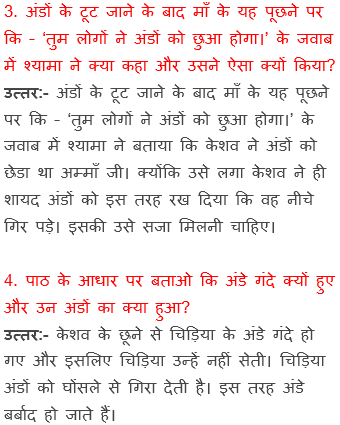 3. अंडों के टूट जाने के बाद माँ के यह पूछने पर
कि - ‘तुम लोगों ने अंडों को छुआ होगा।’ के जवाब
में श्यामा ने क्या कहा और उसने ऐसा क्यों किया?
उत्तर:- अंडों के टूट जाने के बाद माँ के यह पूछने
पर कि - ‘तुम लोगों ने अंडों को छुआ होगा।’ के
जवाब में श्यामा ने बताया कि केशव ने अंडों को
छेडा था अम्माँ जी। क्योंकि उसे लगा केशव ने ही
शायद अंडों को इस तरह रख दिया कि वह नीचे
गिर पड़े। इसकी उसे सजा मिलनी चाहिए।
4. पाठ के आधार पर बताओ कि अंडे गंदे क्यों हुए
और उन अंडों का क्या हुआ?
उत्तर:- केशव के छूने से चिड़िया के अंडे गंदे हो
गए और इसलिए चिड़िया उन्हें नहीं सेती। चिड़िया
अंडों को घोंसले से गिरा देती है। इस तरह अंडे
बर्बाद हो जाते हैं।